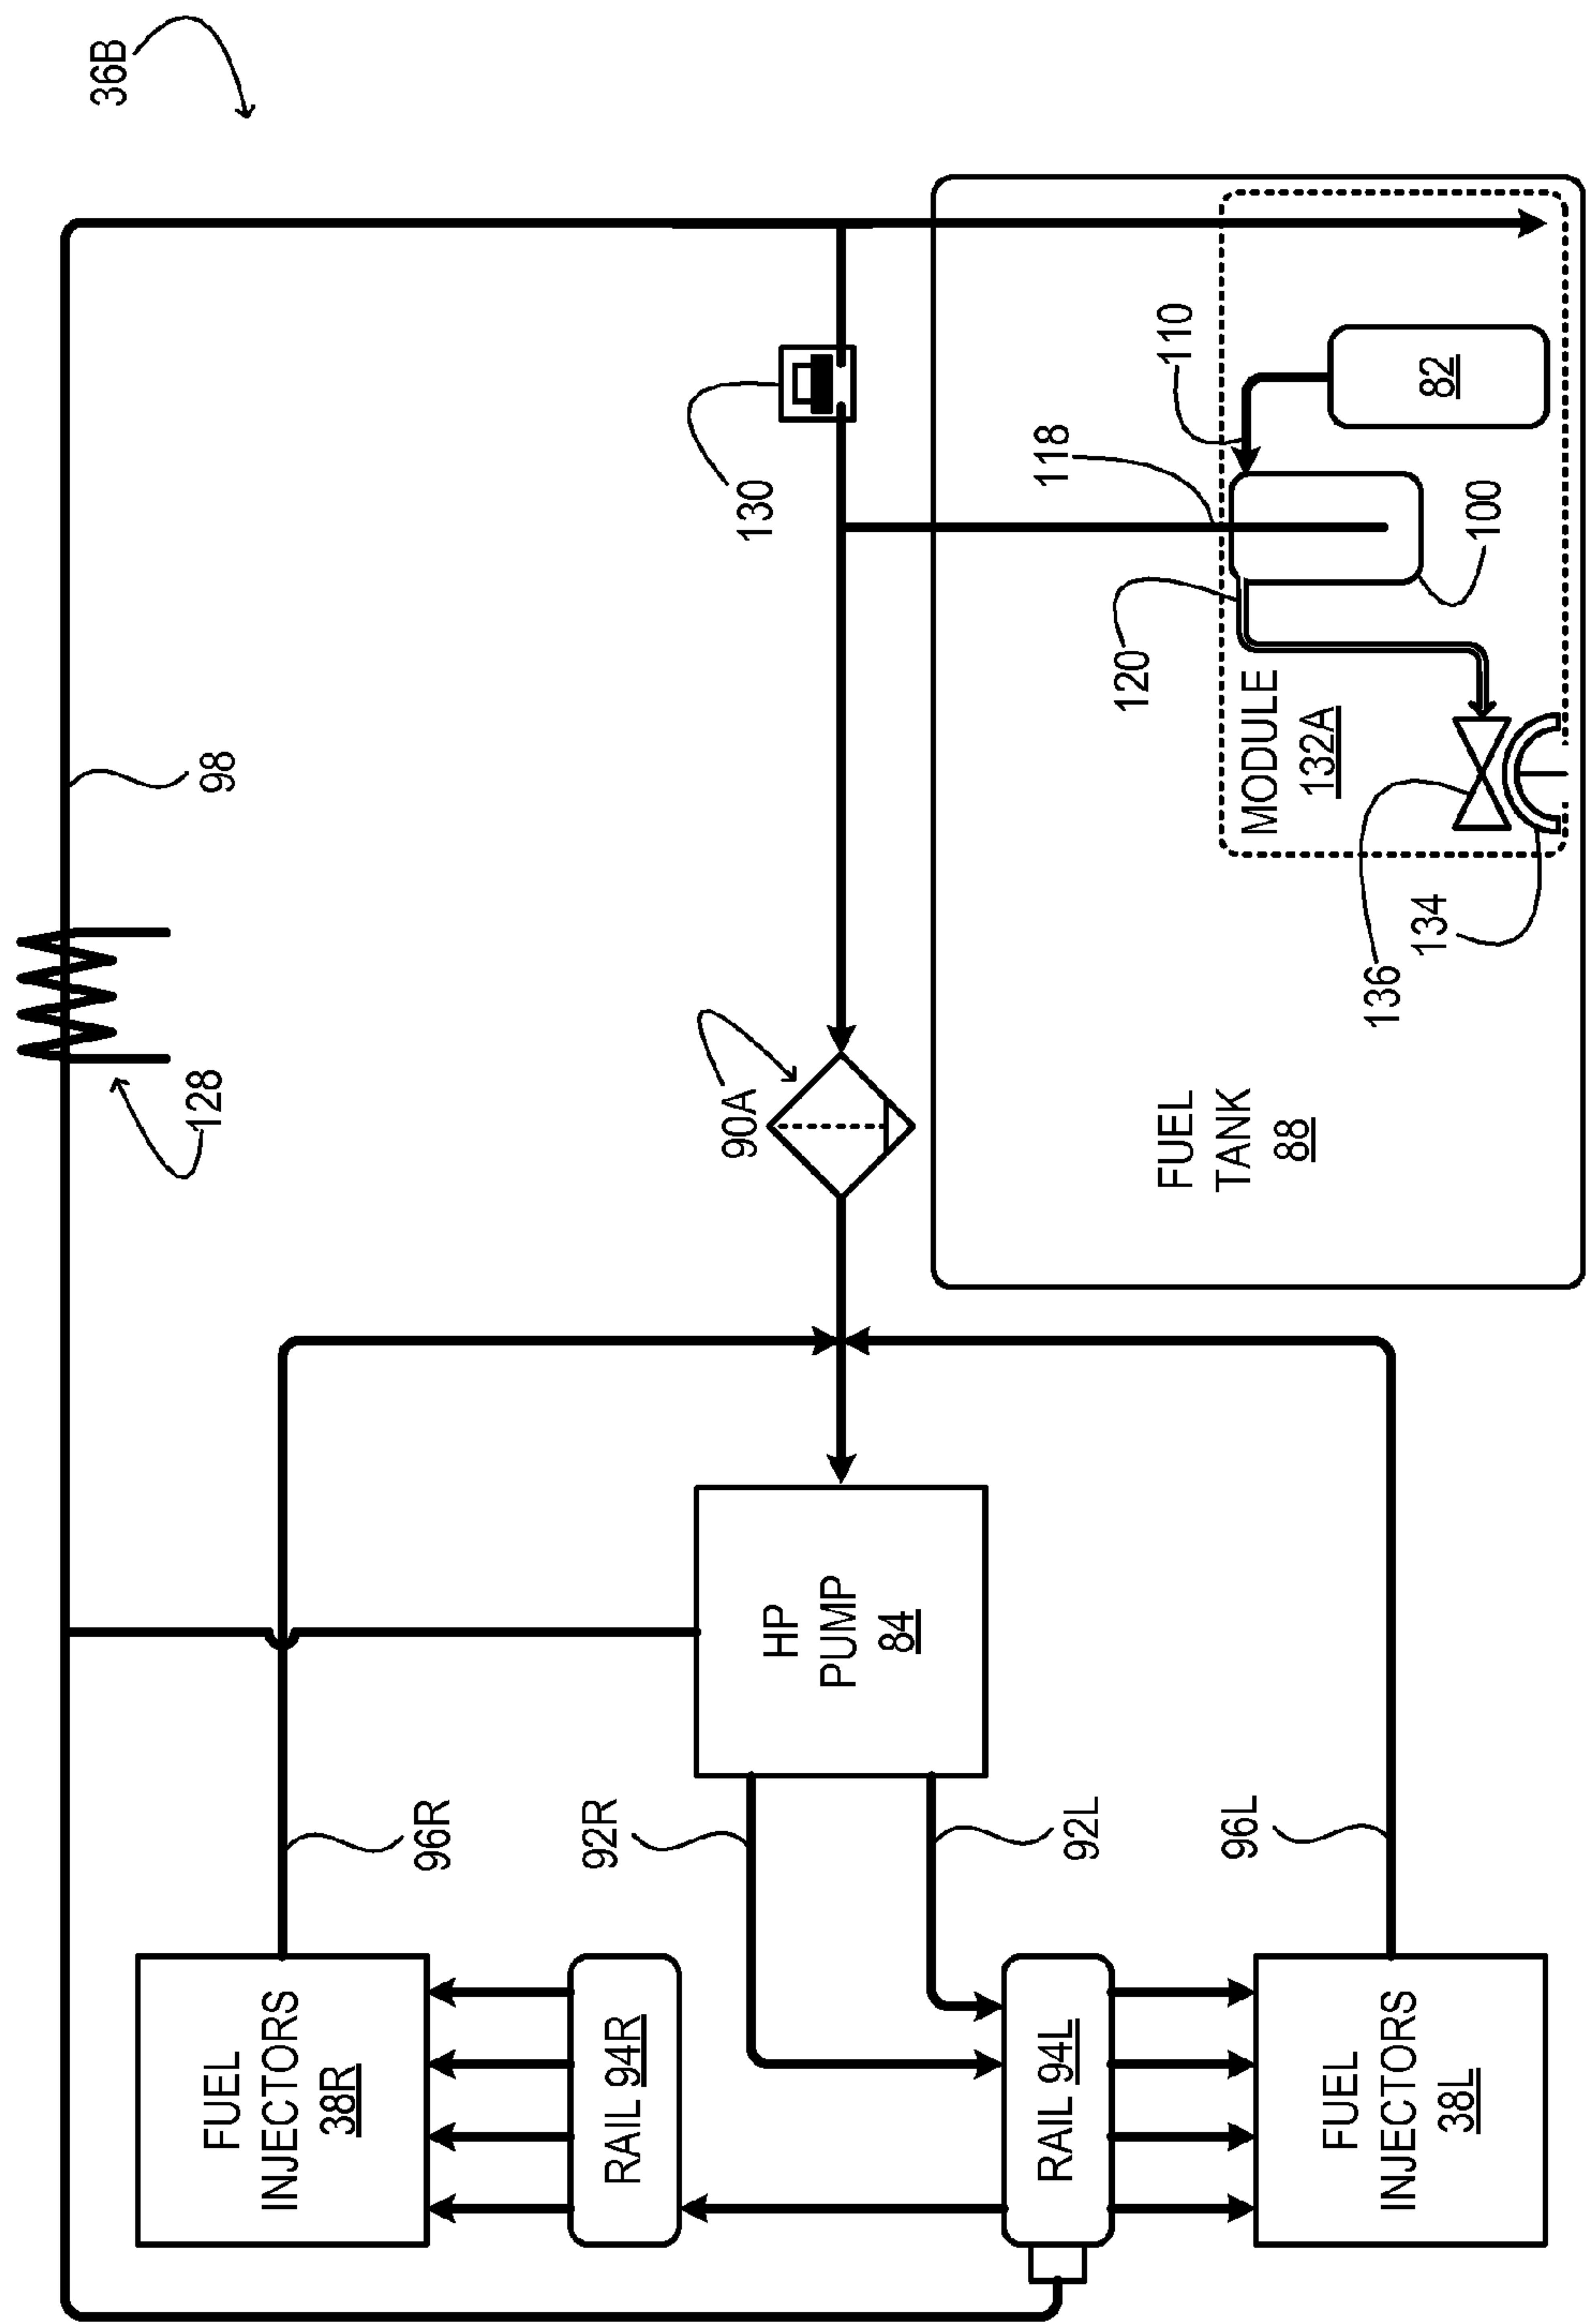 36B
98
128
130
90A
118
110
82
100
120
MODULE
132A
136
134
FUEL
TANK
88
HP
PUMP
84
96R
92R
92L
96L
FUEL
INJECTORS
38R
RAIL 94R
RAIL 94L
FUEL
INJECTORS
38L